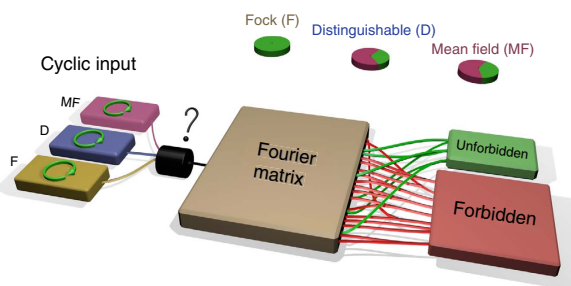 Fock (F)
Distinguishable (D)
Mean field (MF)
Cyclic input
MF
D
F
?
Fourier
matrix
Unforbidden
Forbidden